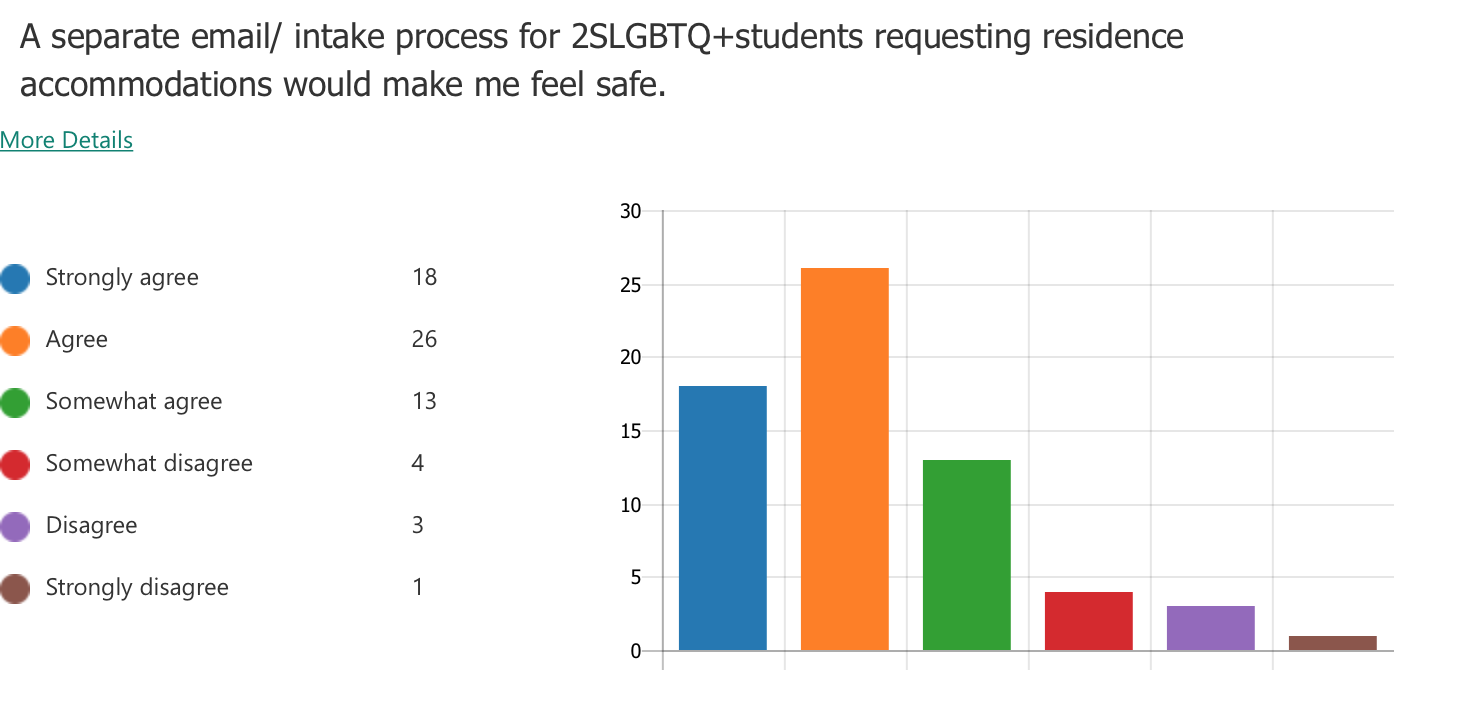 A separate email/ intake process for 2SLGBTQ+students requesting residence
accommodations would make me feel safe.
More Details
Strongly agree 18
Agree 26
Somewhat agree 13
Somewhat disagree 4
Disagree 3
Strongly disagree 1
30
25
20
15
10
5
0